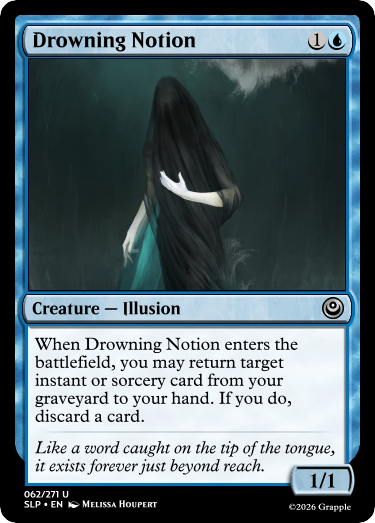 Drowning Notion 1
Creature — Illusion
When Drowning Notion enters the
battlefield, you may return target
instant or sorcery card from your
graveyard to your hand. If you do,
discard a card.
Like a word caught on the tip of the tongue,
it exists forever just beyond reach.
1/1
062/271 U
SLP • EN Melissa Houpert
©2026 Grapple